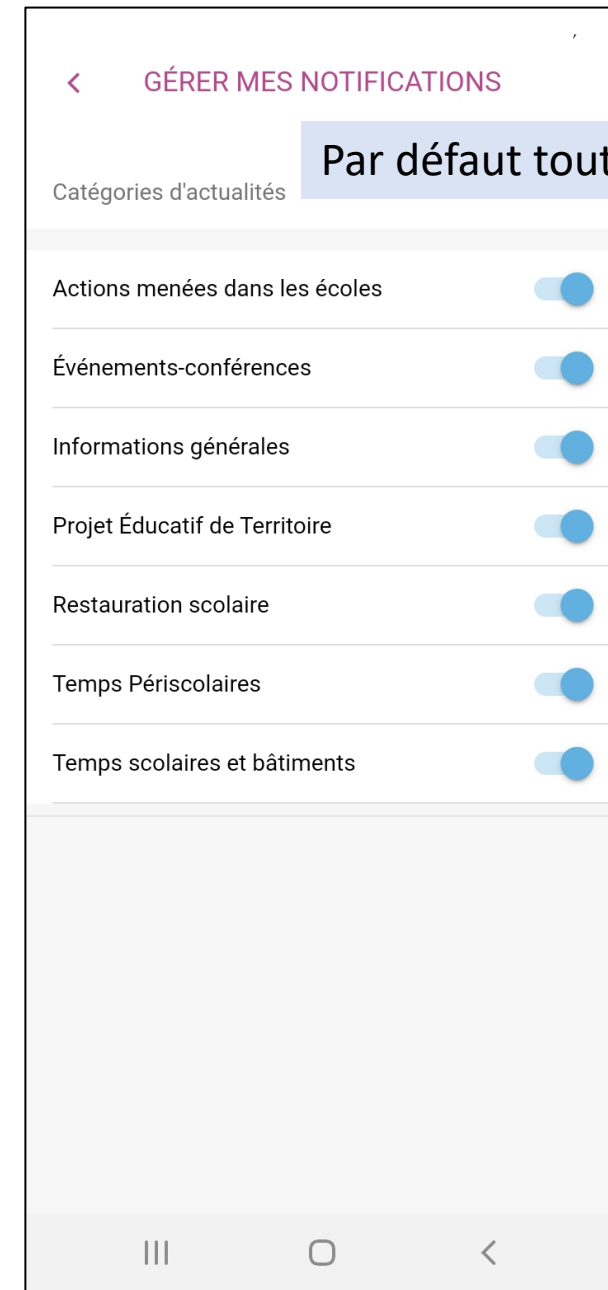 GÉRER MES NOTIFICATIONS
Par défaut tout
Catégories d'actualités
Actions menées dans les écoles
Événements-conférences
Informations générales
Projet Éducatif de Territoire
Restauration scolaire
Temps Périscolaires
Temps scolaires et bâtiments